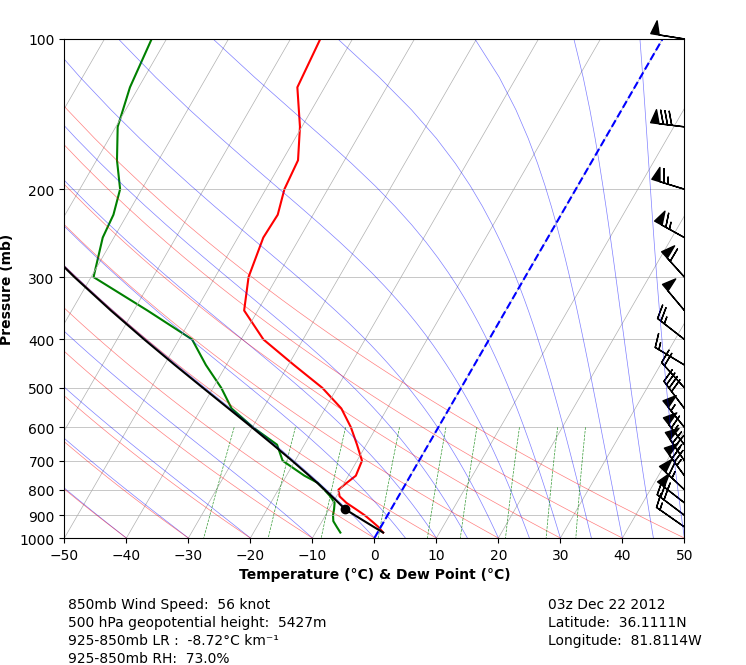 100
200
300
400
500
600
700
800
900
1000
Pressure (mb)
−50 −40 −30 −20 −10 0 10 20 30 40 50
Temperature (°C) & Dew Point (°C)
850mb Wind Speed:  56 knot
500 hPa geopotential height:  5427m
925-850mb LR :  -8.72°C km⁻¹
925-850mb RH:  73.0%
03z Dec 22 2012
Latitude:  36.1111N
Longitude:  81.8114W